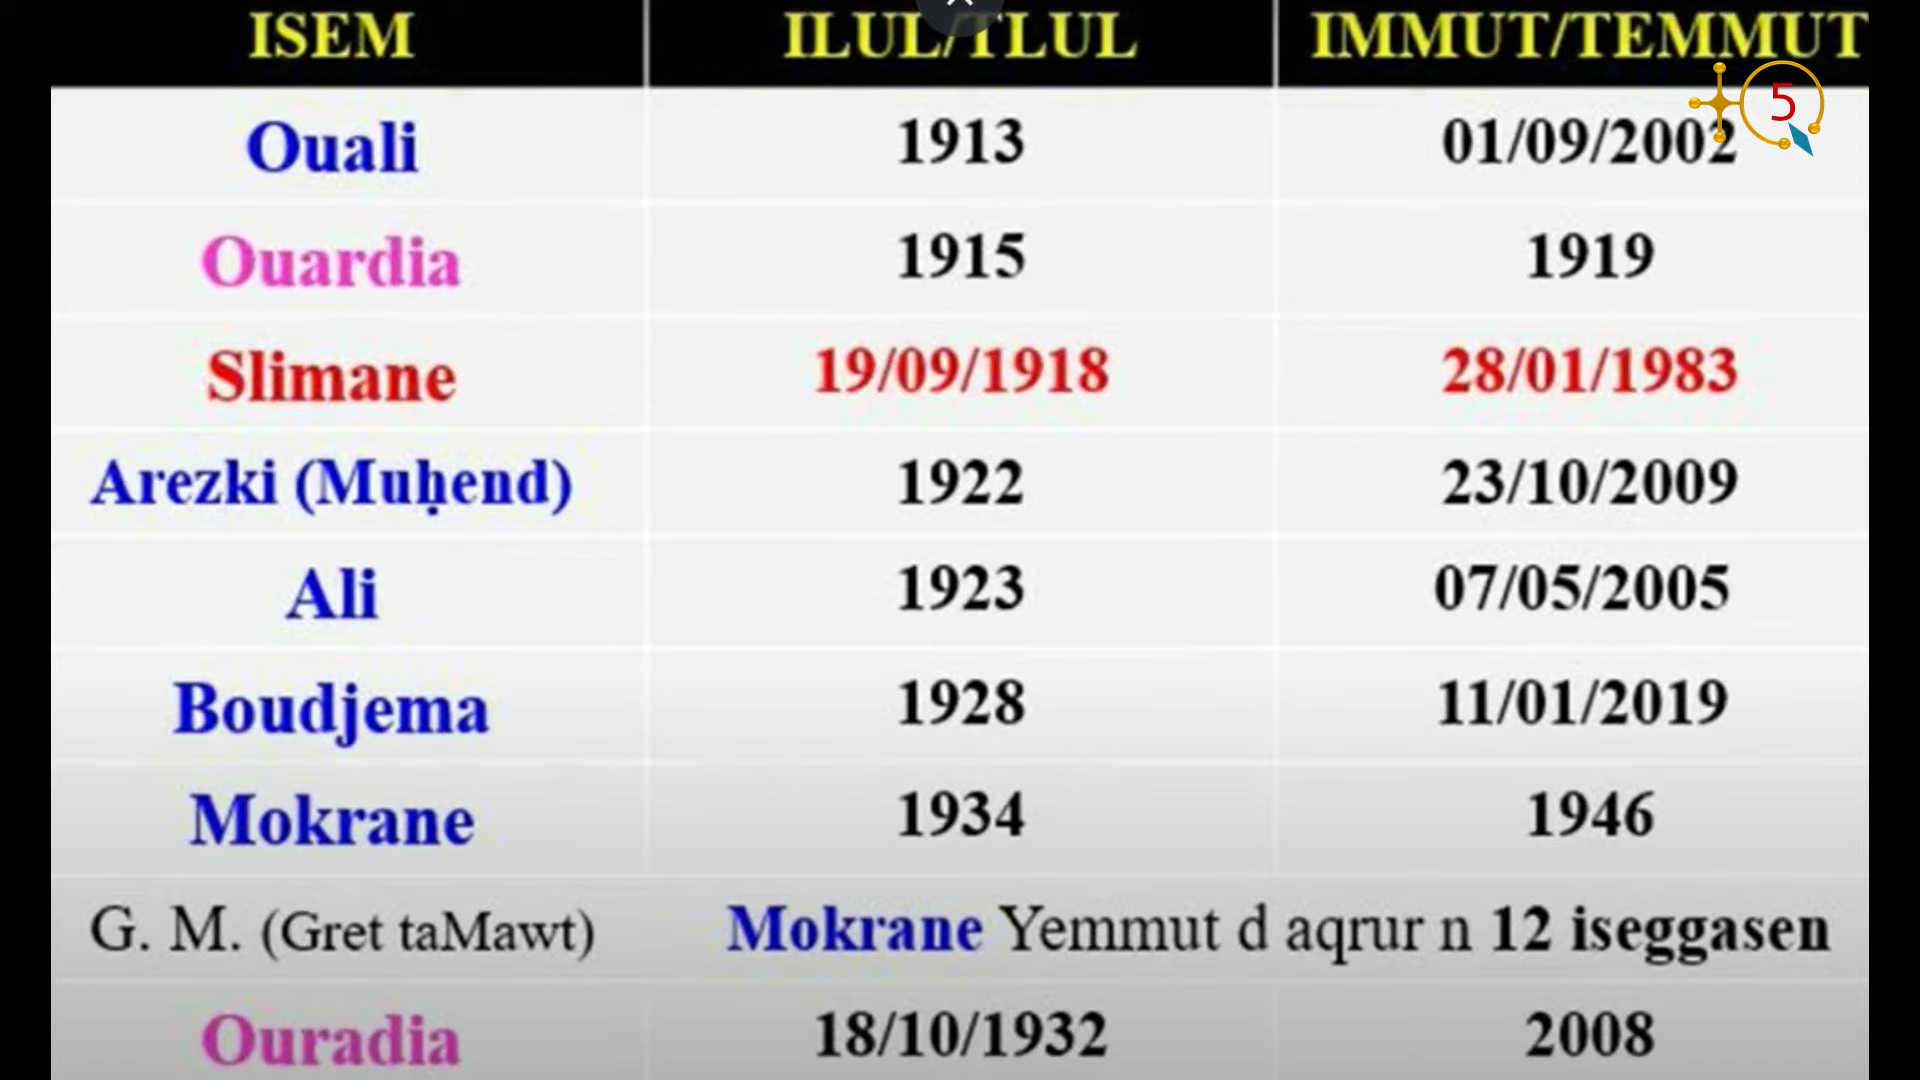 ISEM ILUL/TLUL IMMUT/TEMMUT
5
Ouali 1913 01/09/2002
Ouardia 1915 1919
Slimane 19/09/1918 28/01/1983
Arezki (Muḥend) 1922 23/10/2009
Ali 1923 07/05/2005
Boudjema 1928 11/01/2019
Mokrane 1934 1946
G. M. (Gret taMawt) Mokrane Yemmut d aqrur n 12 iseggasen
Ouradia 18/10/1932 2008